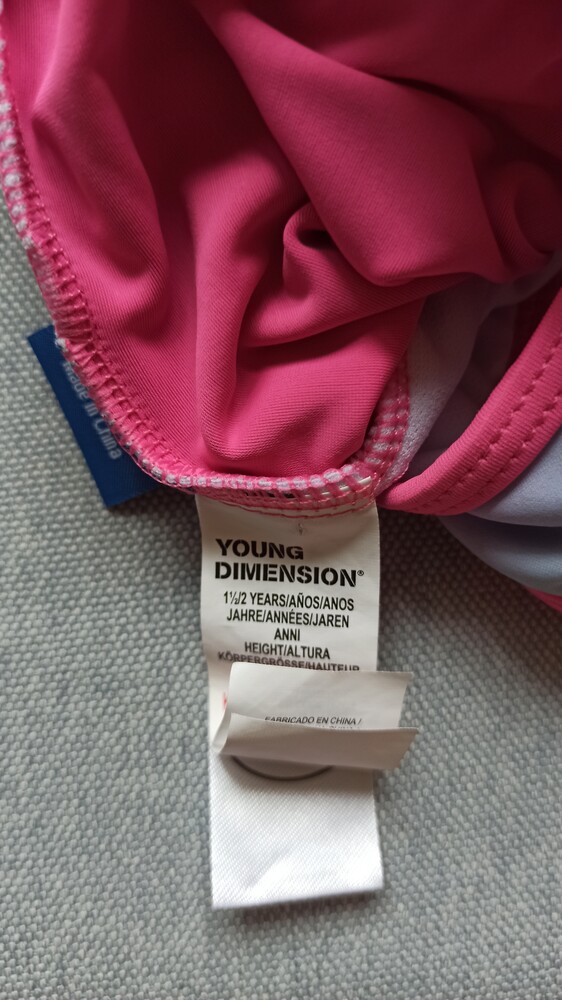 Made in China
YOUNG
DIMENSION®
1½/2 YEARS/AÑOS/ANOS
JAHRE/ANNÉES/JAREN
ANNI
HEIGHT/ALTURA
KÖRPERGRÖSSE/HAUTEUR
FABRICADO EN CHINA /